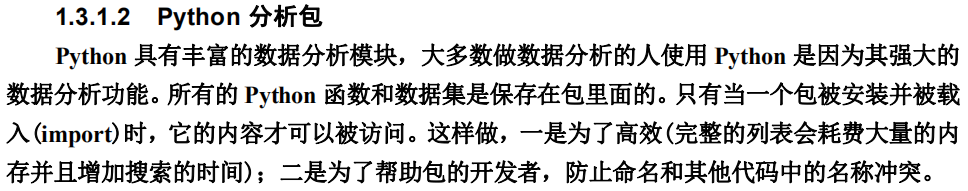 1.3.1.2 Python 分析包
Python 具有丰富的数据分析模块，大多数做数据分析的人使用 Python 是因为其强大的
数据分析功能。所有的 Python 函数和数据集是保存在包里面的。只有当一个包被安装并被载
入(import)时，它的内容才可以被访问。这样做，一是为了高效(完整的列表会耗费大量的内
存并且增加搜索的时间)；二是为了帮助包的开发者，防止命名和其他代码中的名称冲突。